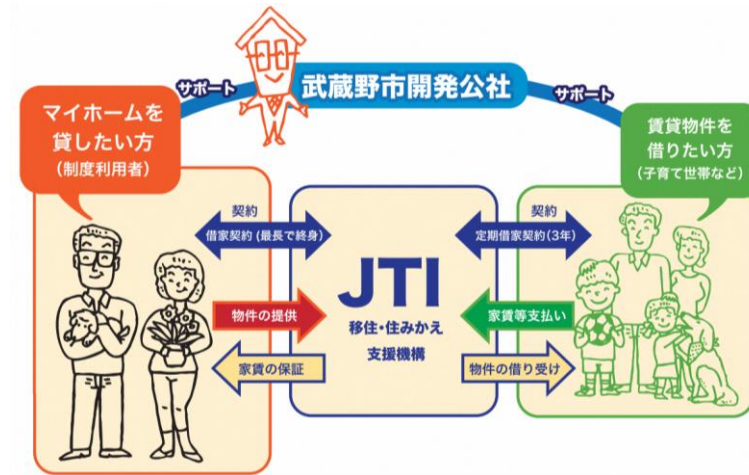 武蔵野市開発公社
サポート
サポート
マイホームを
貸したい方
(制度利用者)
賃貸物件を
借りたい方
(子育て世帯など)
契約
借家契約(最長で終身)
物件の提供
家賃の保証
JTI
移住・住みかえ
支援機構
契約
定期借家契約(3年)
家賃等支払い
物件の借り受け